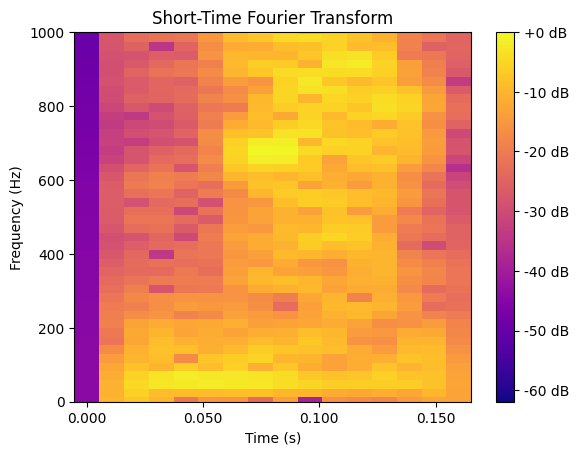 Short-Time Fourier Transform
1000
800
600
400
200
0
Frequency (Hz)
0.000
0.050
0.100
0.150
Time (s)
+0 dB
-10 dB
-20 dB
-30 dB
-40 dB
-50 dB
-60 dB